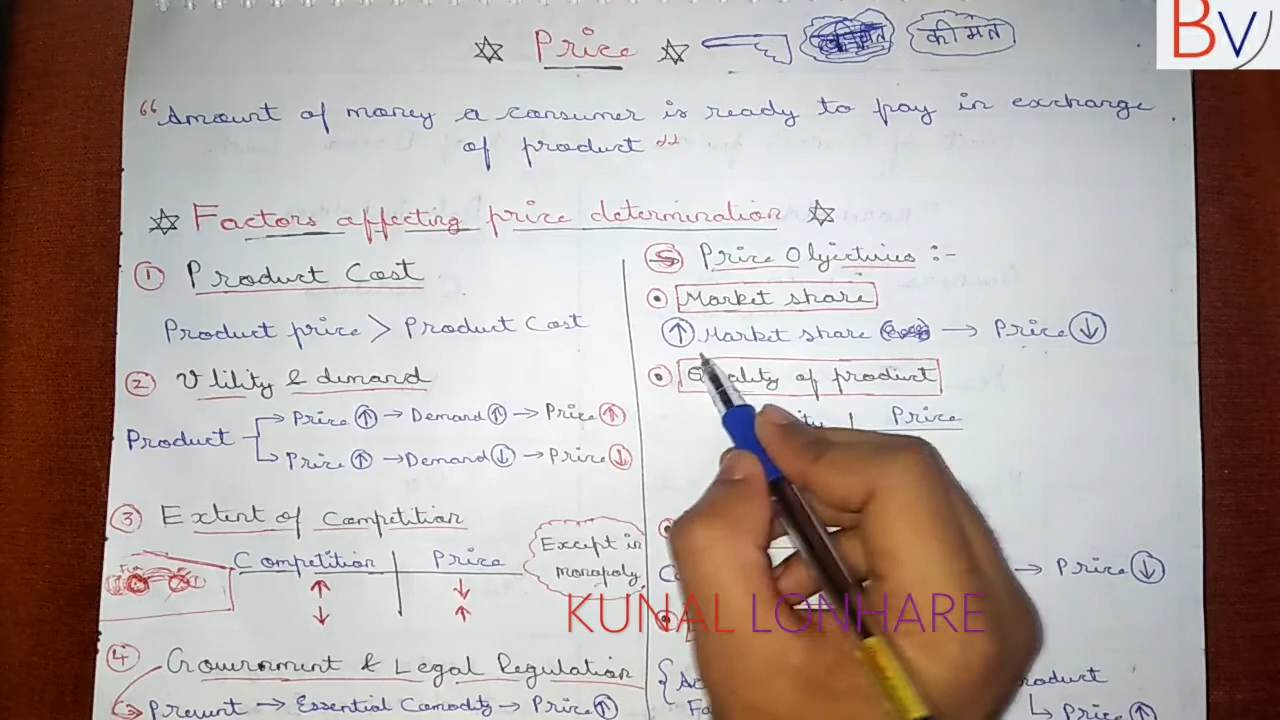 BV
Price कीमत
“Amount of money a consumer is ready to pay in exchange
of product”
Factors affecting price determination
① Product Cost
Product price > Product Cost
② Utility & demand
Product
Price ↑ → Demand ↑ → Price ↑
Price ↑ → Demand ↓ → Price ↓
③ Extent of Competition
Competition Price
↑ ↓
↓ ↑
Except in
monopoly
④ Government & Legal Regulation
Prevent → Essential Comodity → Price ↑
⑤ Price Objectives :-
Market share
↑ Market share → Price ↓
Quality of product
Price
→ Price ↓
KUNAL LONHARE
Price ↑